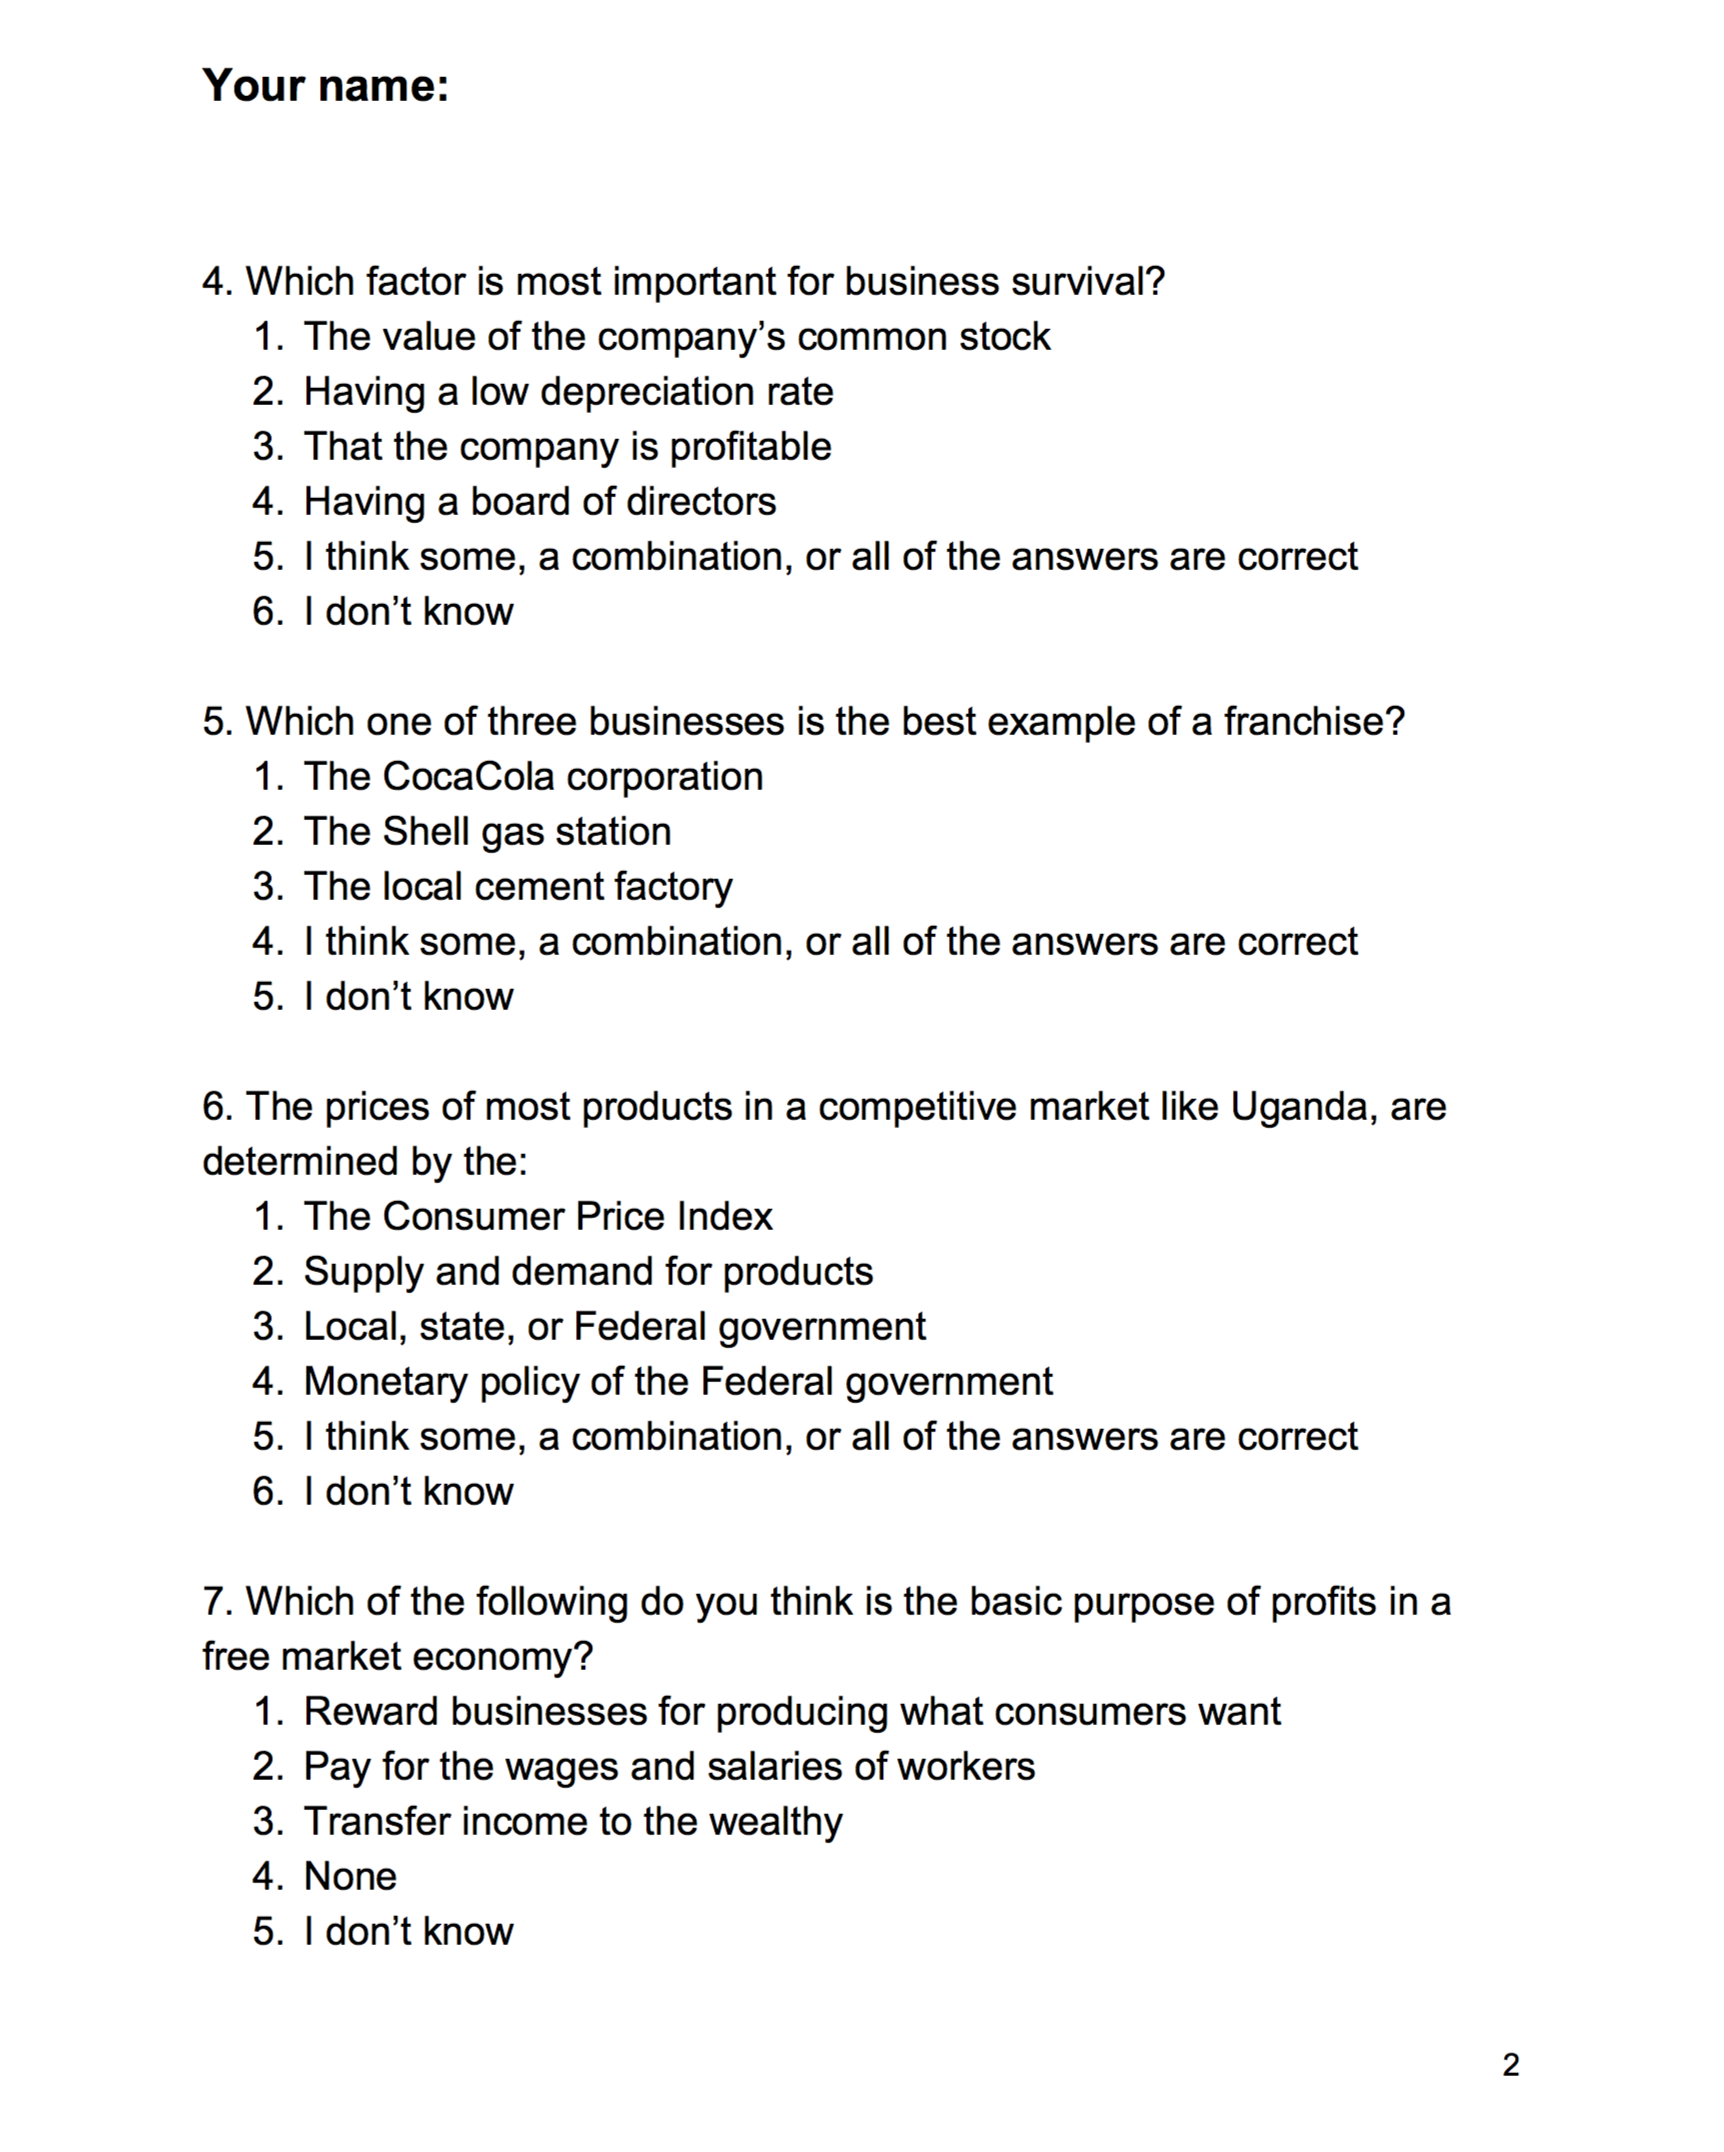 Your name:
4. Which factor is most important for business survival?
1. The value of the company’s common stock
2. Having a low depreciation rate
3. That the company is profitable
4. Having a board of directors
5. I think some, a combination, or all of the answers are correct
6. I don’t know
5. Which one of three businesses is the best example of a franchise?
1. The CocaCola corporation
2. The Shell gas station
3. The local cement factory
4. I think some, a combination, or all of the answers are correct
5. I don’t know
6. The prices of most products in a competitive market like Uganda, are
determined by the:
1. The Consumer Price Index
2. Supply and demand for products
3. Local, state, or Federal government
4. Monetary policy of the Federal government
5. I think some, a combination, or all of the answers are correct
6. I don’t know
7. Which of the following do you think is the basic purpose of profits in a
free market economy?
1. Reward businesses for producing what consumers want
2. Pay for the wages and salaries of workers
3. Transfer income to the wealthy
4. None
5. I don’t know
2